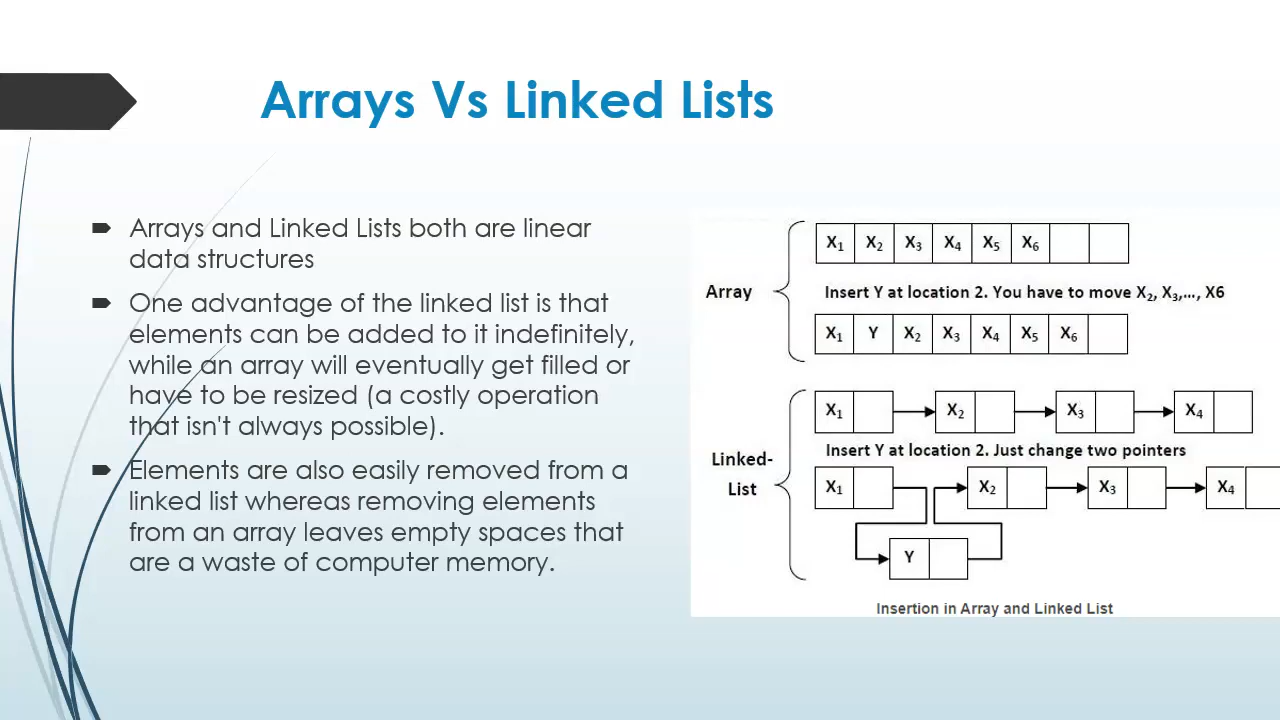 Arrays Vs Linked Lists
Arrays and Linked Lists both are linear
data structures
One advantage of the linked list is that
elements can be added to it indefinitely,
while an array will eventually get filled or
have to be resized (a costly operation
that isn't always possible).
Elements are also easily removed from a
linked list whereas removing elements
from an array leaves empty spaces that
are a waste of computer memory.
Array
X₁ X₂ X₃ X₄ X₅ X₆
Insert Y at location 2. You have to move X₂, X₃,..., X6
X₁ Y X₂ X₃ X₄ X₅ X₆
Linked-
List
X₁ X₂ X₃ X₄
Insert Y at location 2. Just change two pointers
X₁ X₂ X₃ X₄
Y
Insertion in Array and Linked List